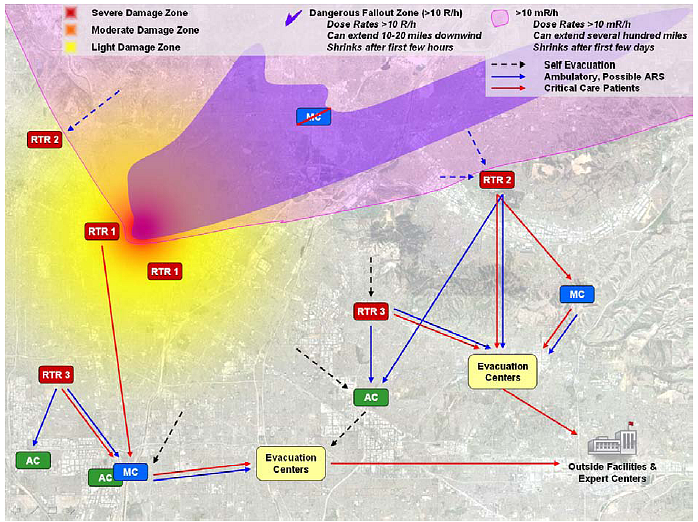 Severe Damage Zone
Moderate Damage Zone
Light Damage Zone
Dangerous Fallout Zone (>10 R/h)
Dose Rates >10 R/h
Can extend 10-20 miles downwind
Shrinks after first few hours
>10 mR/h
Dose Rates >10 mR/h
Can extend several hundred miles
Shrinks after first few days
Self Evacuation
Ambulatory, Possible ARS
Critical Care Patients
MC
RTR 2
RTR 2
RTR 1
RTR 1
MC
RTR 3
Evacuation
Centers
RTR 3
AC
AC
AC
MC
Evacuation
Centers
Outside Facilities &
Expert Centers